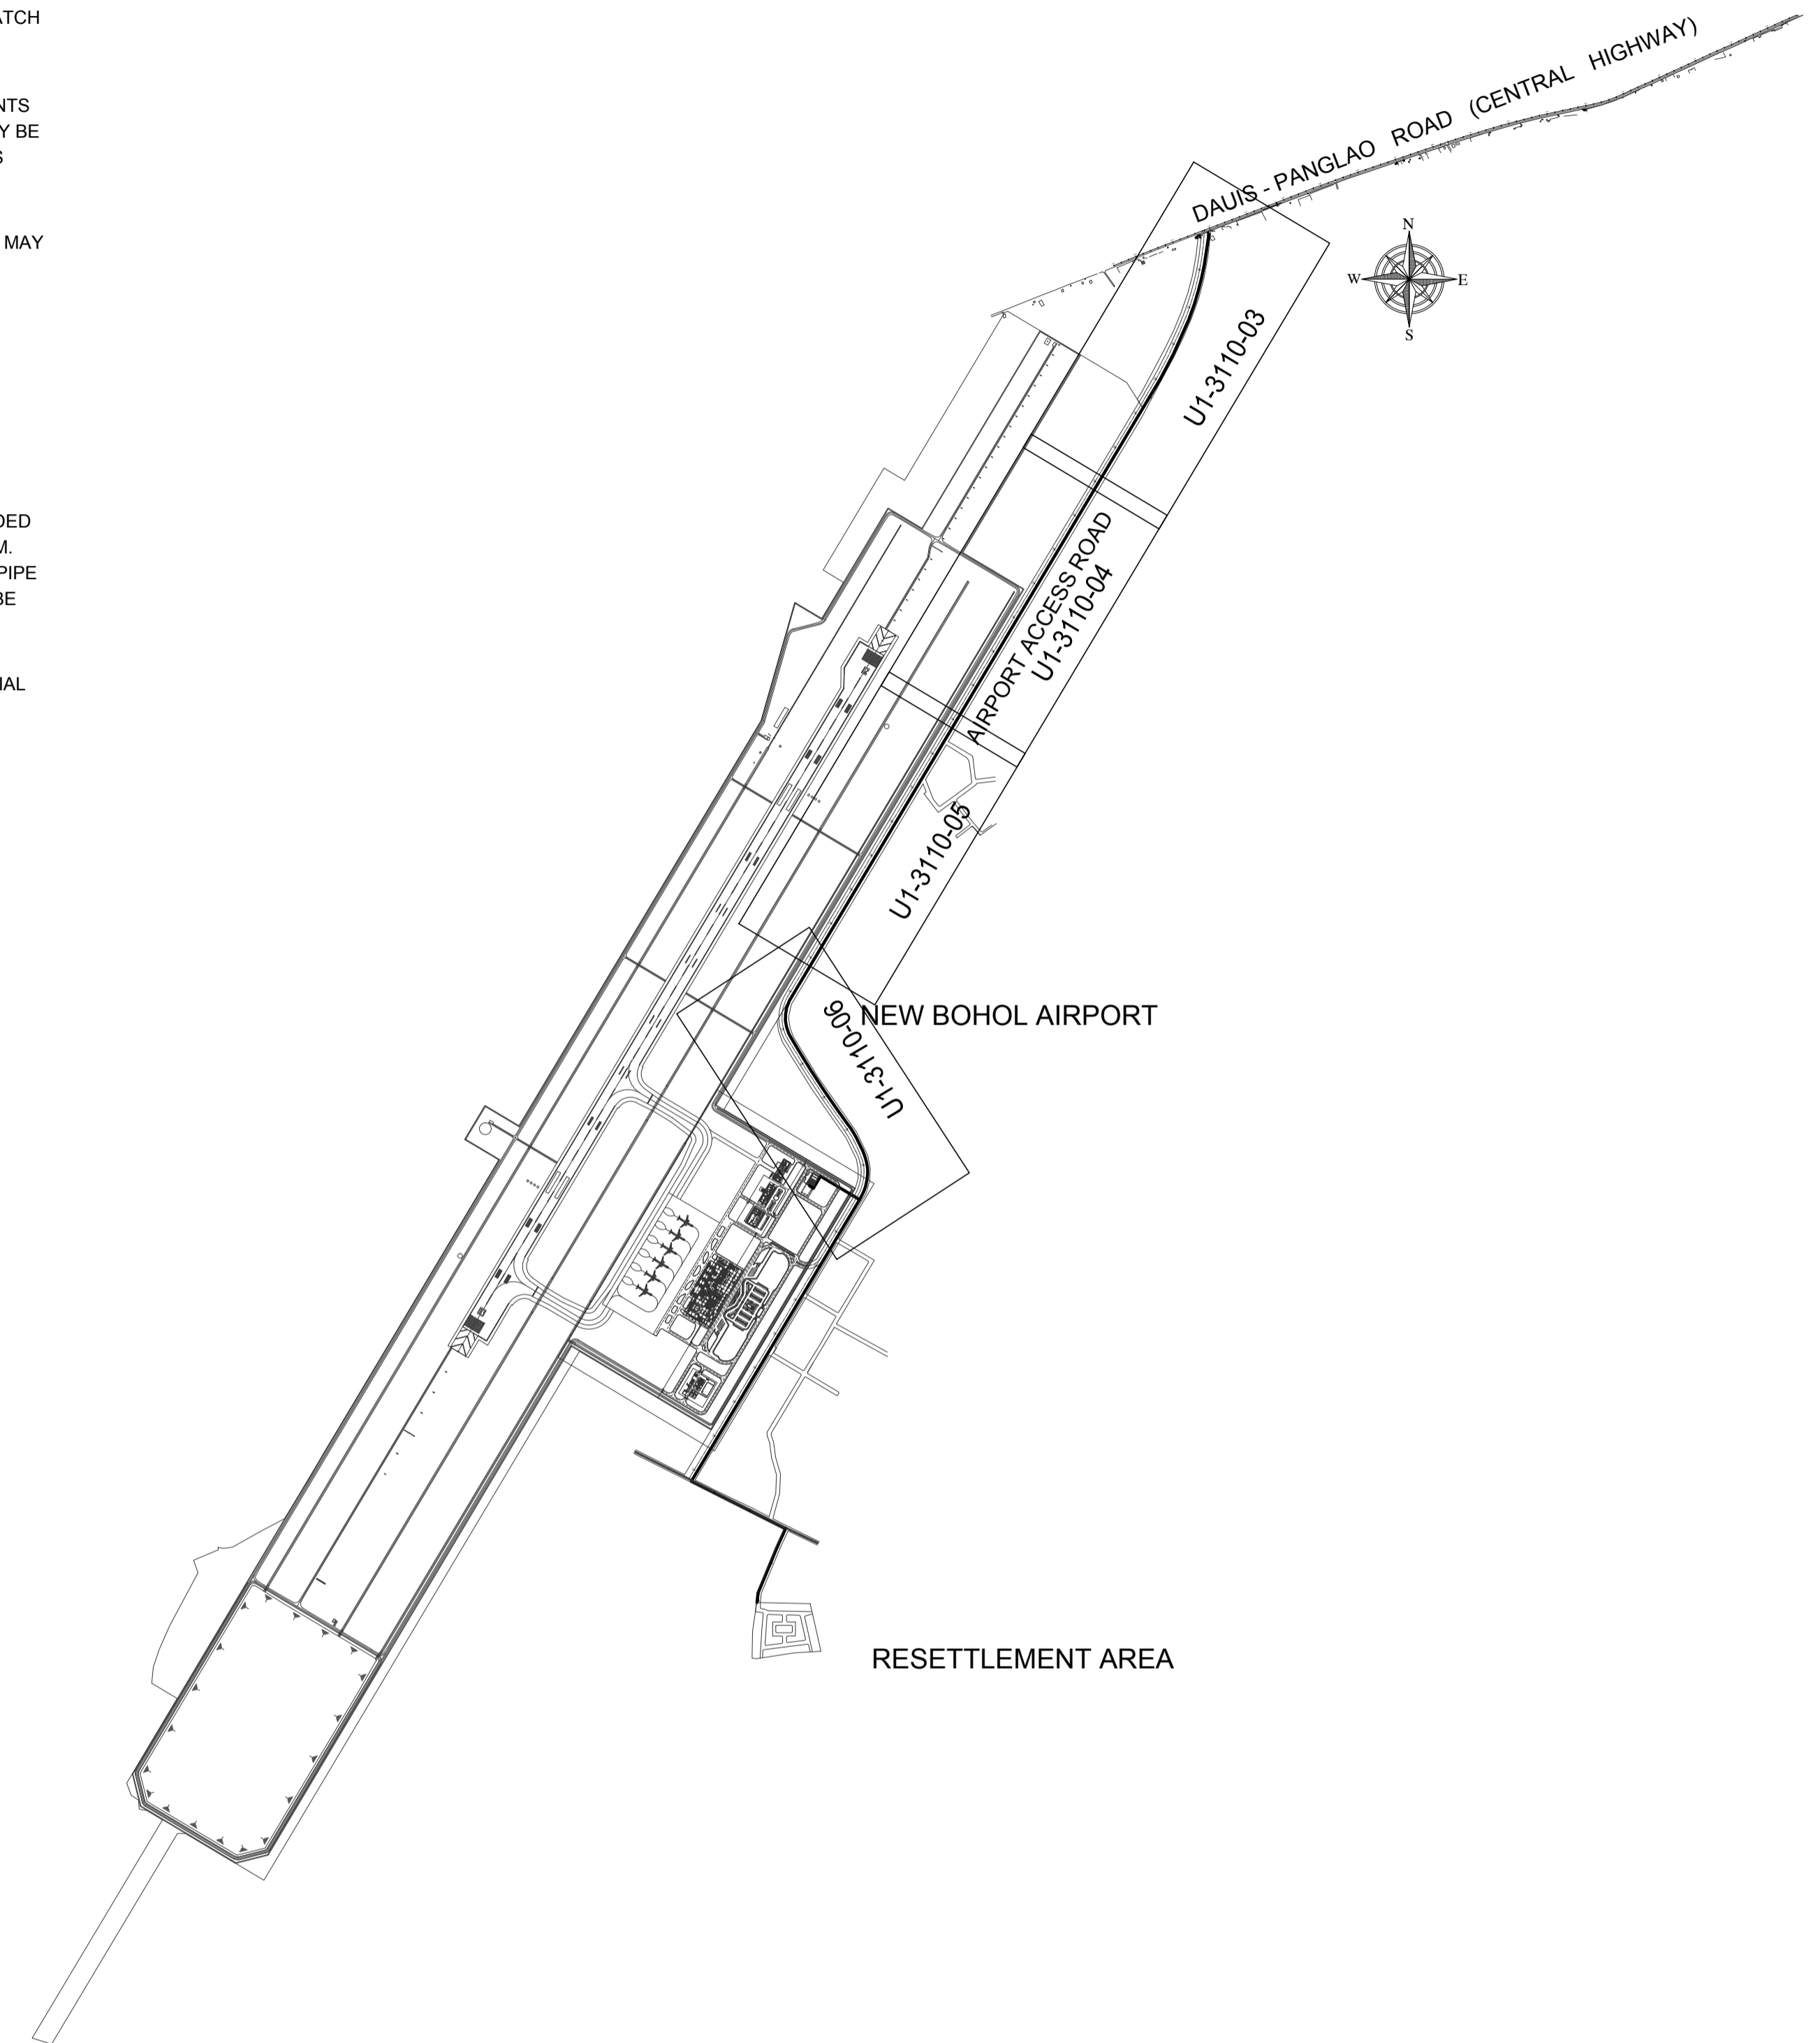 ATCH
NTS
Y BE
S
MAY
DED
M.
PIPE
BE
IAL
DAUIS - PANGLAO ROAD (CENTRAL HIGHWAY)
N
W
E
S
U1-3110-03
AIRPORT ACCESS ROAD
U1-3110-04
U1-3110-05
NEW BOHOL AIRPORT
U1-3110-06
RESETTLEMENT AREA